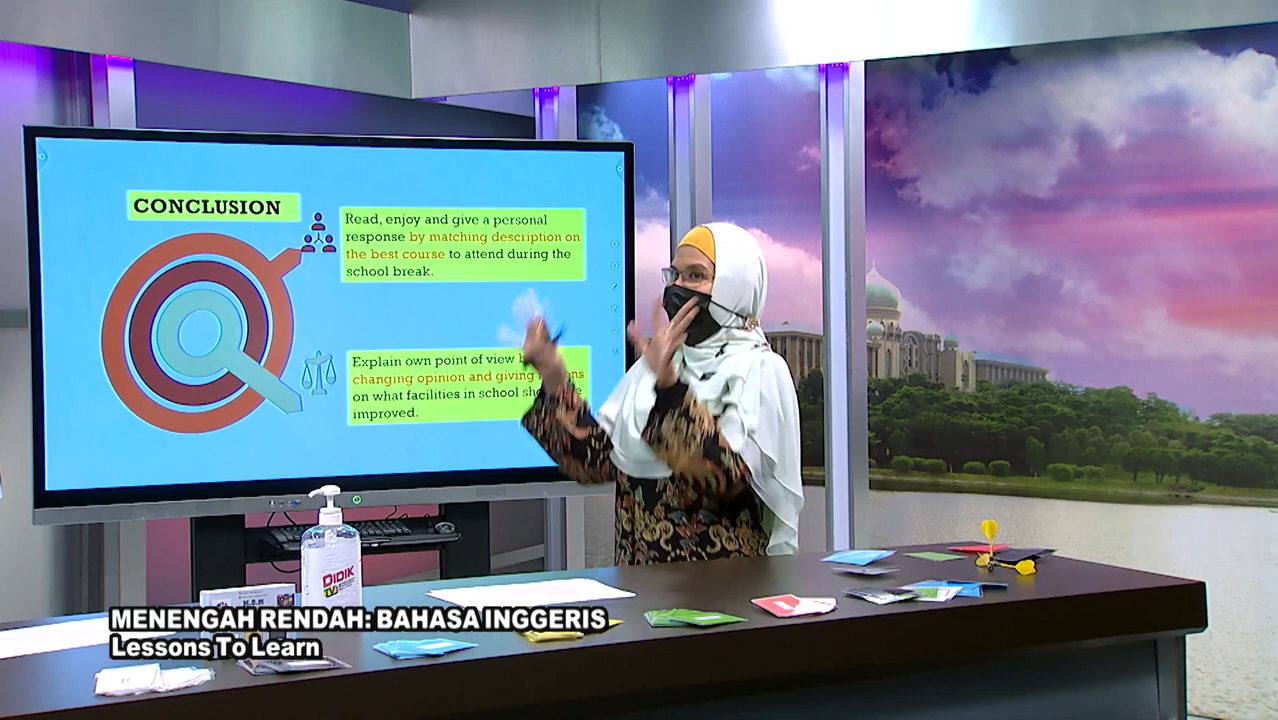 CONCLUSION
Read, enjoy and give a personal
response by matching description on
the best course to attend during the
school break.
Explain own point of view
changing opinion and giving
on what facilities in school
improved.
DIDIK
TV
MENENGAH RENDAH: BAHASA INGGERIS
Lessons To Learn